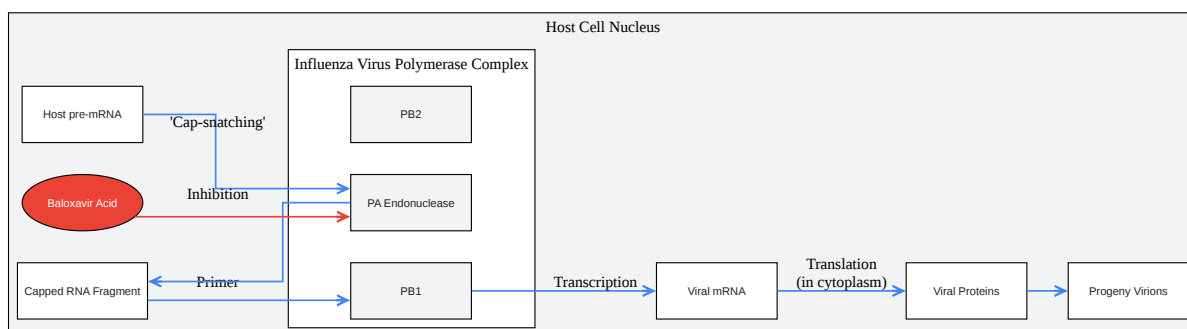 Host Cell Nucleus
Influenza Virus Polymerase Complex
Host pre-mRNA
'Cap-snatching'
PB2
Baloxavir Acid
Inhibition
PA Endonuclease
Capped RNA Fragment
Primer
PB1
Transcription
Viral mRNA
Translation
(in cytoplasm)
Viral Proteins
Progeny Virions